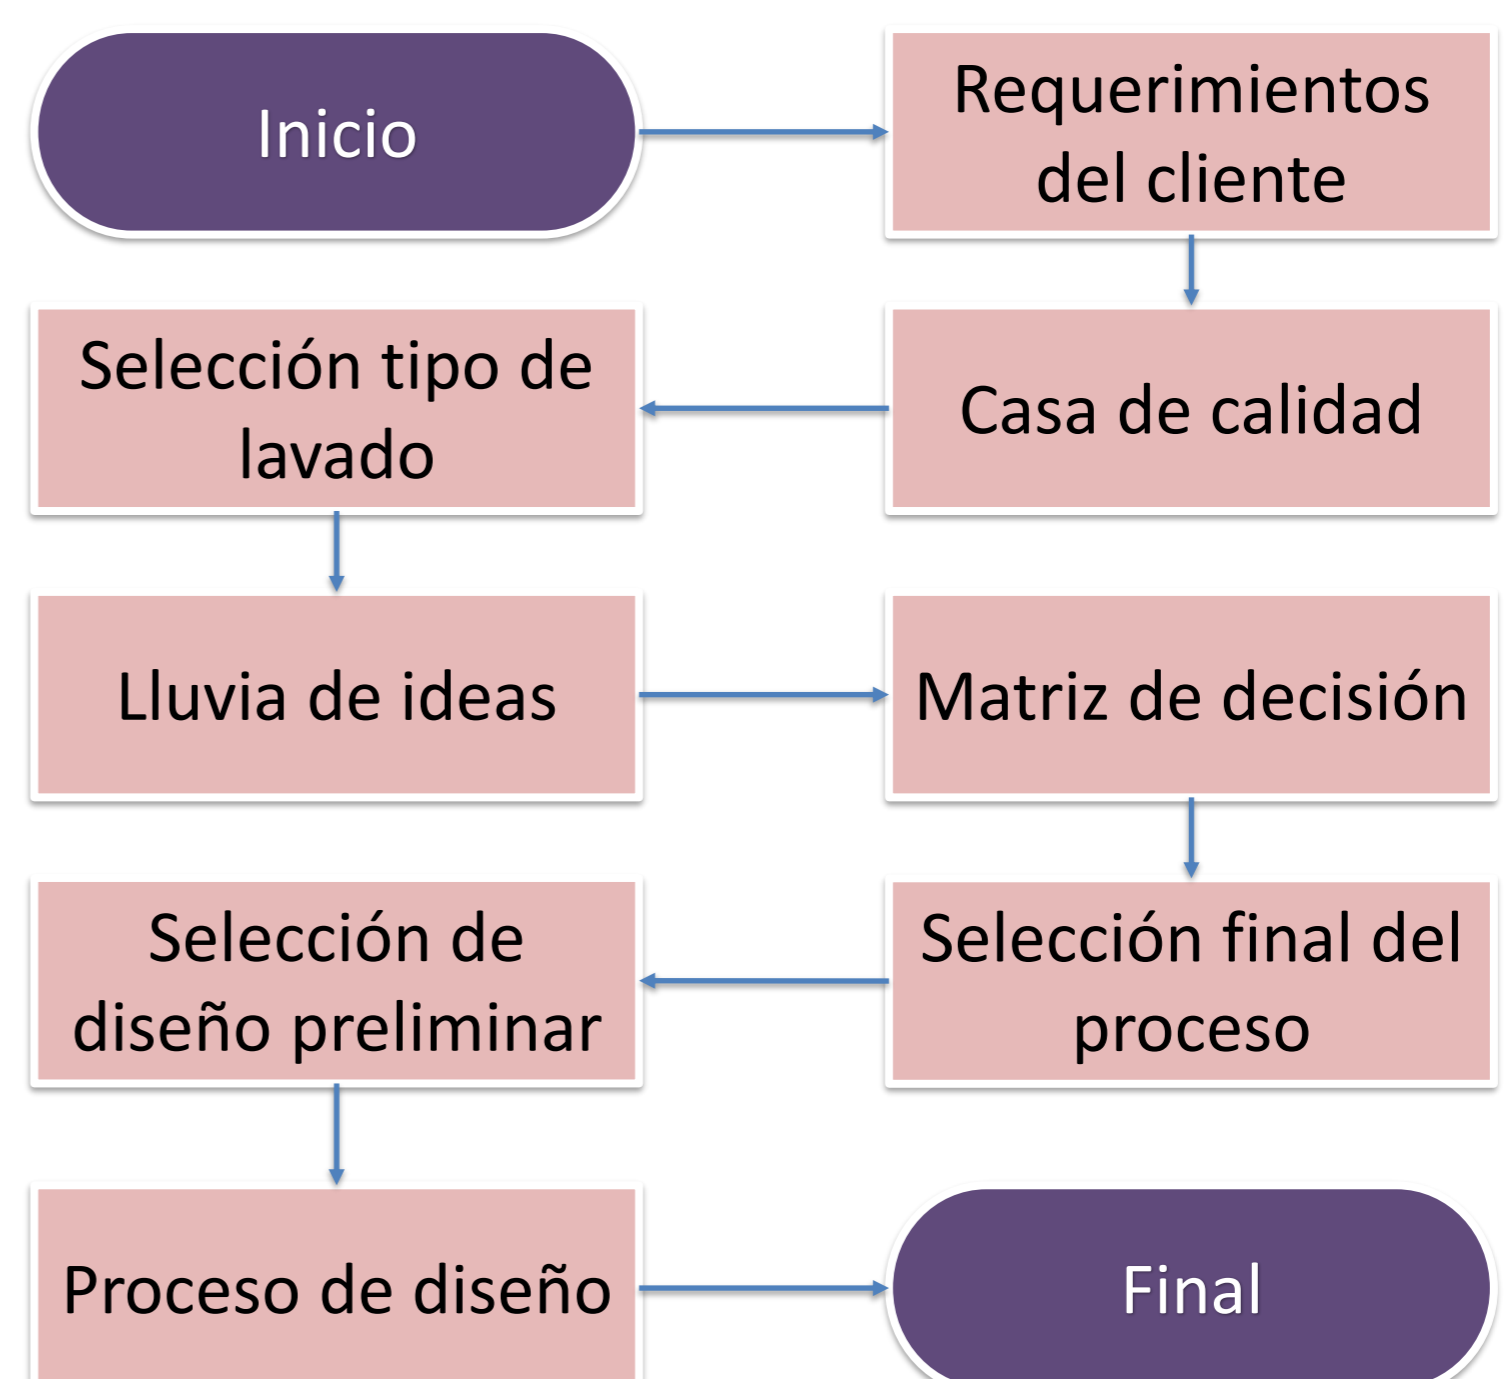 Inicio
Requerimientos
del cliente
Selección tipo de
lavado
Casa de calidad
Lluvia de ideas
Matriz de decisión
Selección de
diseño preliminar
Selección final del
proceso
Proceso de diseño
Final